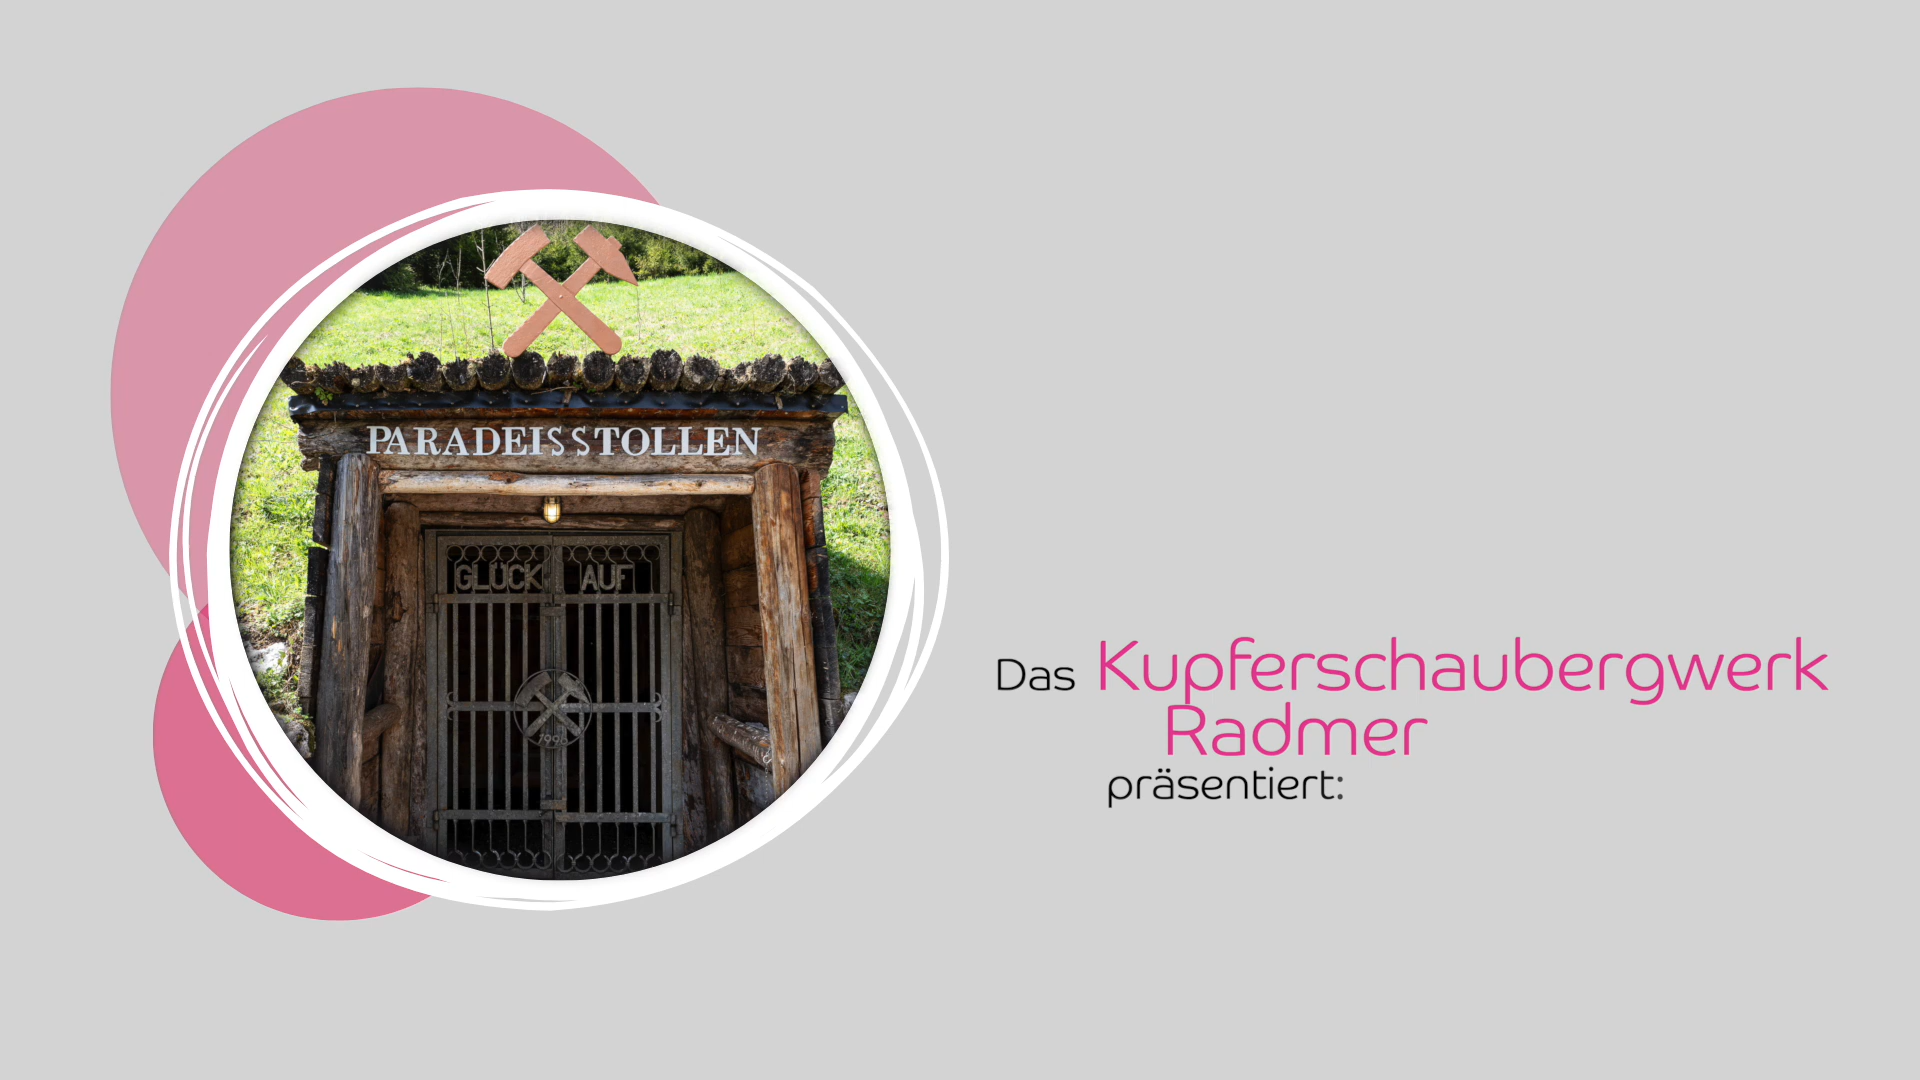 PARADEISSTOLLEN
GLÜCK AUF
Das Kupferschaubergwerk
Radmer
präsentiert: